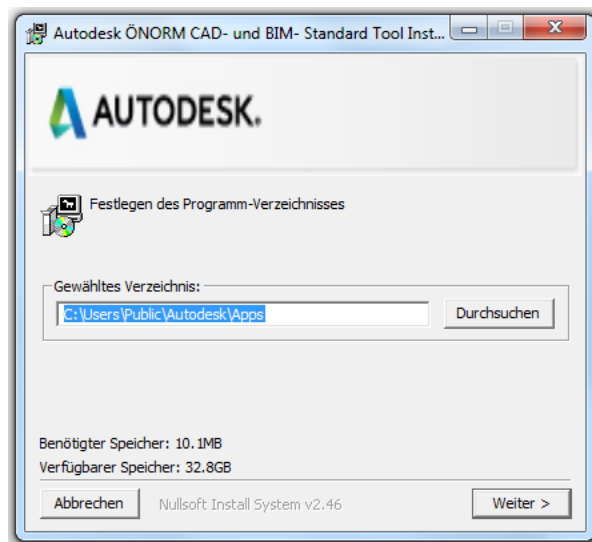 Autodesk ÖNORM CAD- und BIM- Standard Tool Inst...
AUTODESK.
Festlegen des Programm-Verzeichnisses
Gewähltes Verzeichnis:
C:\Users\Public\Autodesk\Apps
Durchsuchen
Benötigter Speicher: 10.1MB
Verfügbarer Speicher: 32.8GB
Abbrechen
Nullsoft Install System v2.46
Weiter >